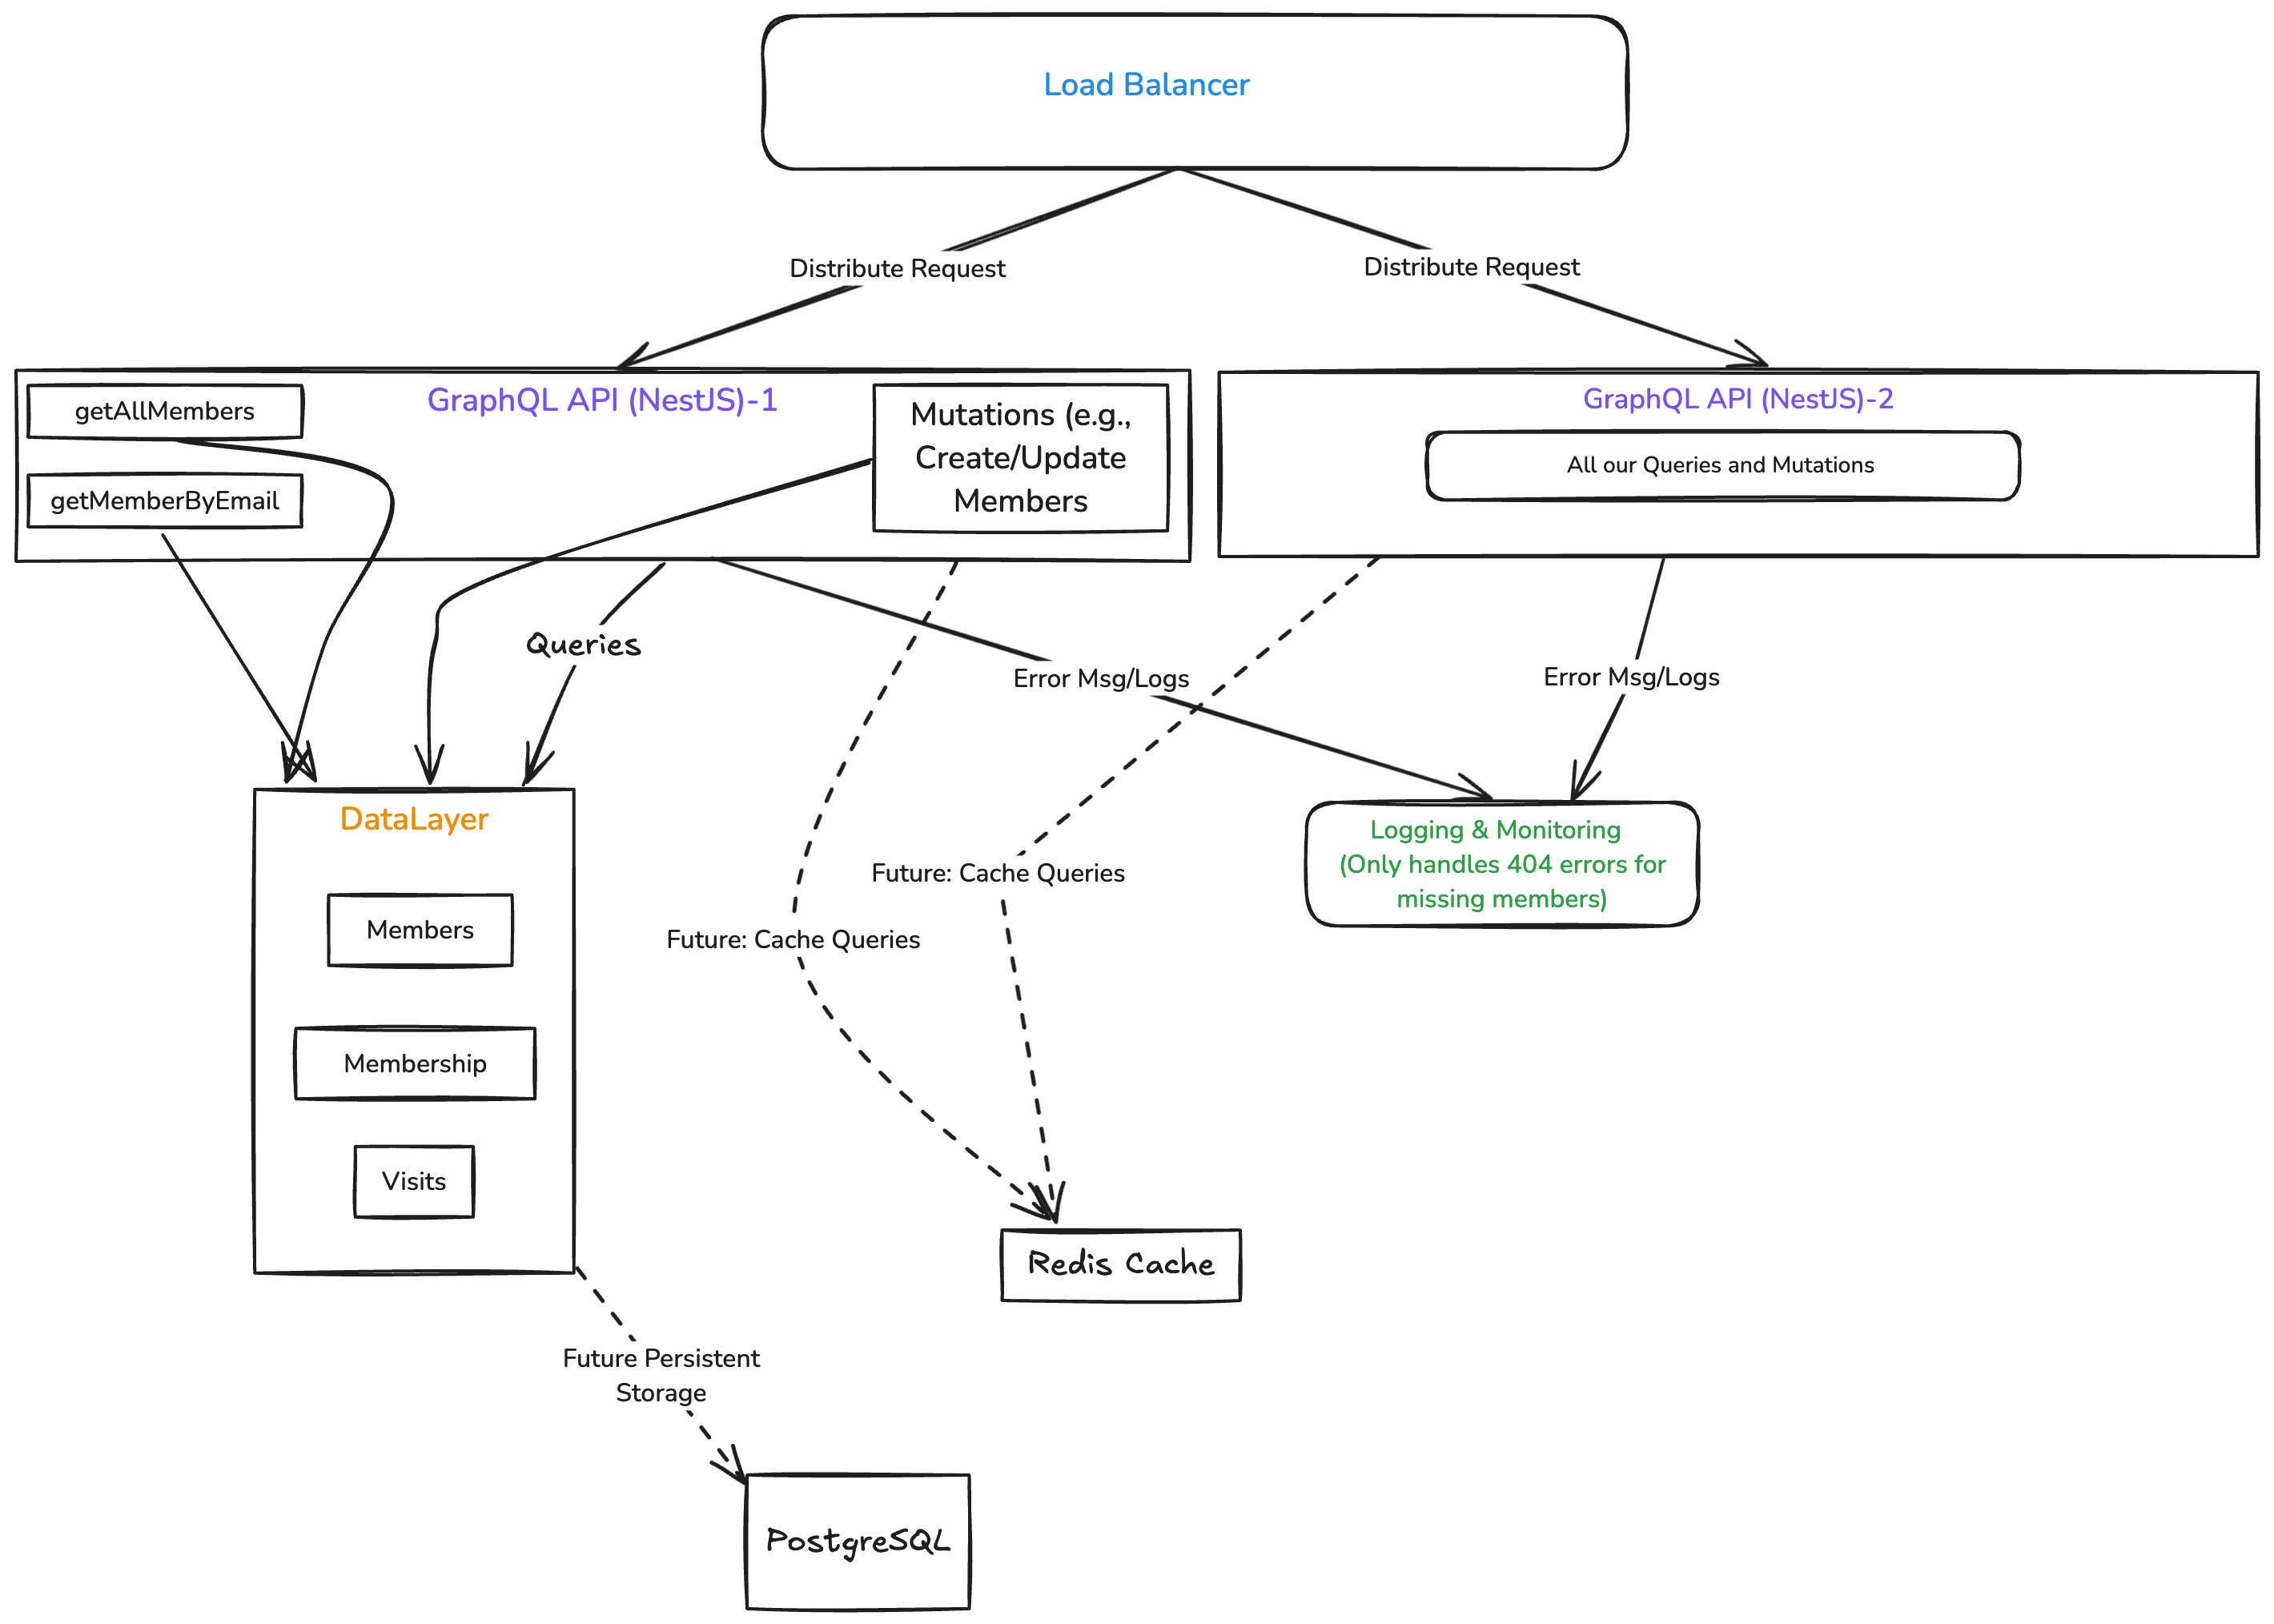 Load Balancer
Distribute Request
Distribute Request
getAllMembers
getMemberByEmail
GraphQL API (NestJS)-1
Mutations (e.g.,
Create/Update
Members
GraphQL API (NestJS)-2
All our Queries and Mutations
Queries
Error Msg/Logs
Error Msg/Logs
DataLayer
Members
Membership
Visits
Future: Cache Queries
Future: Cache Queries
Logging & Monitoring
(Only handles 404 errors for
missing members)
Redis Cache
Future Persistent
Storage
PostgreSQL